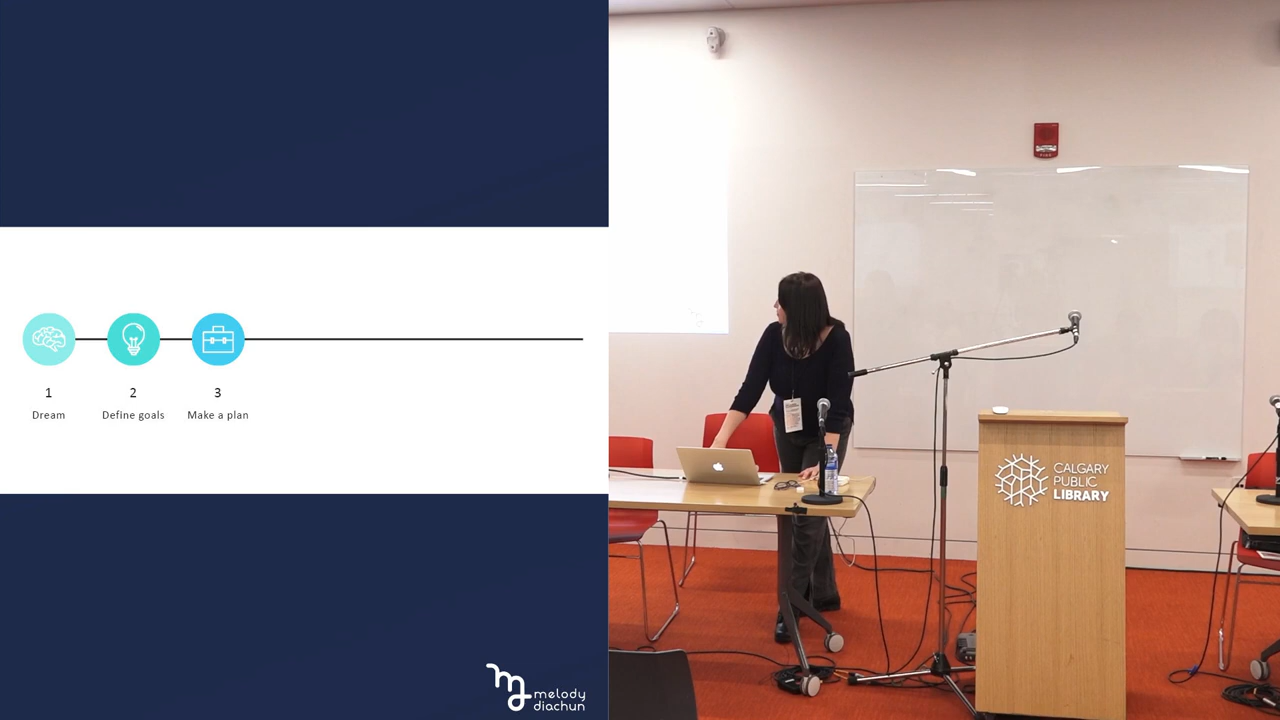 1
Dream
2
Define goals
3
Make a plan
melody
diachun
CALGARY
PUBLIC
LIBRARY